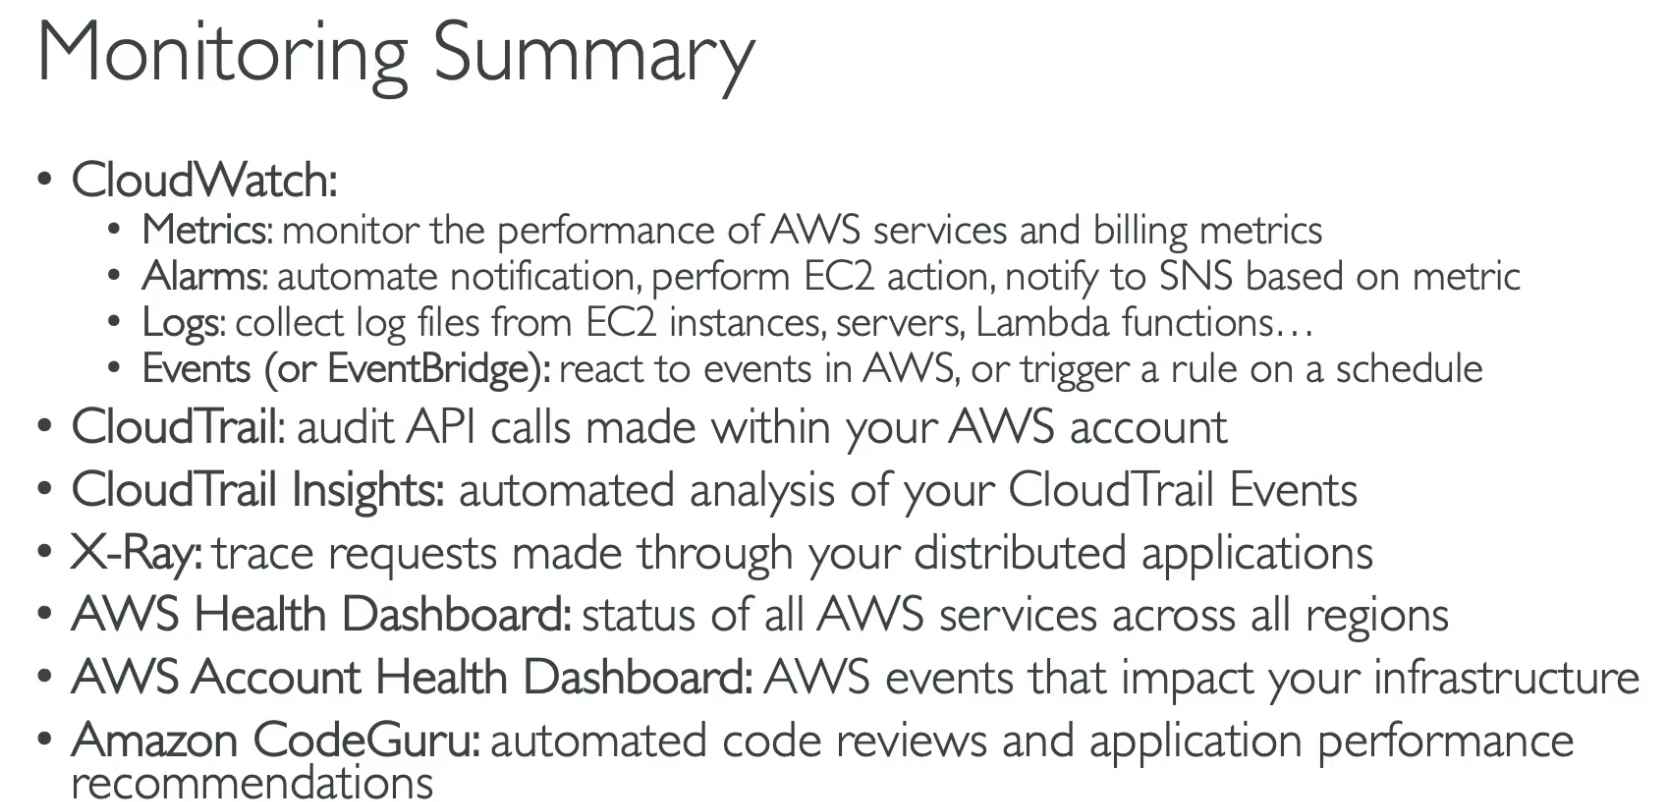 Monitoring Summary
• CloudWatch:
• Metrics: monitor the performance of AWS services and billing metrics
• Alarms: automate notification, perform EC2 action, notify to SNS based on metric
• Logs: collect log files from EC2 instances, servers, Lambda functions…
• Events (or EventBridge): react to events in AWS, or trigger a rule on a schedule
• CloudTrail: audit API calls made within your AWS account
• CloudTrail Insights: automated analysis of your CloudTrail Events
• X-Ray: trace requests made through your distributed applications
• AWS Health Dashboard: status of all AWS services across all regions
• AWS Account Health Dashboard: AWS events that impact your infrastructure
• Amazon CodeGuru: automated code reviews and application performance
recommendations